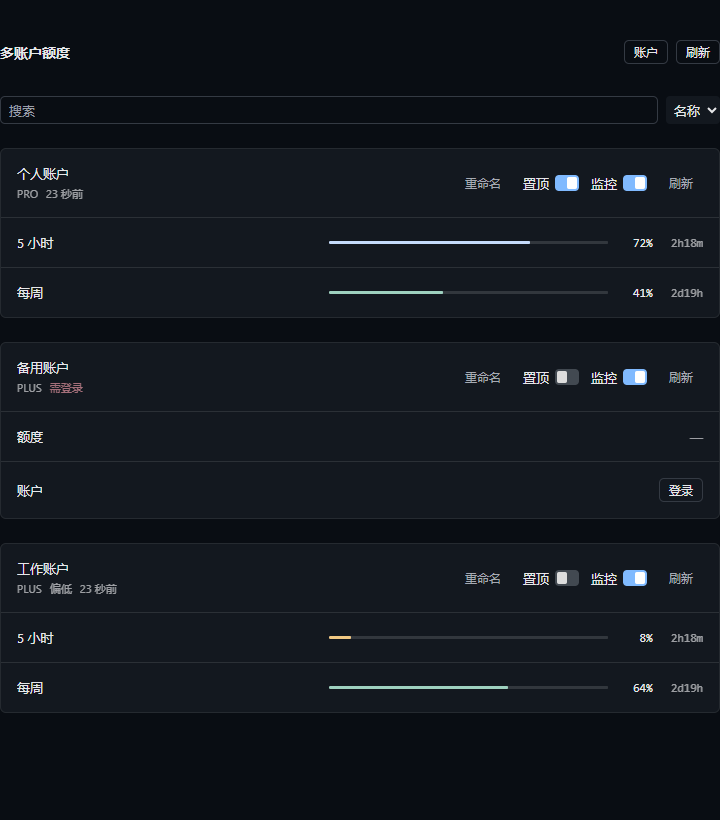 多账户额度 账户 刷新
搜索 名称
个人账户
PRO 23 秒前 重命名 置顶 监控 刷新
5 小时 72% 2h18m
每周 41% 2d19h
备用账户
PLUS 需登录 重命名 置顶 监控 刷新
额度 —
账户 登录
工作账户
PLUS 偏低 23 秒前 重命名 置顶 监控 刷新
5 小时 8% 2h18m
每周 64% 2d19h